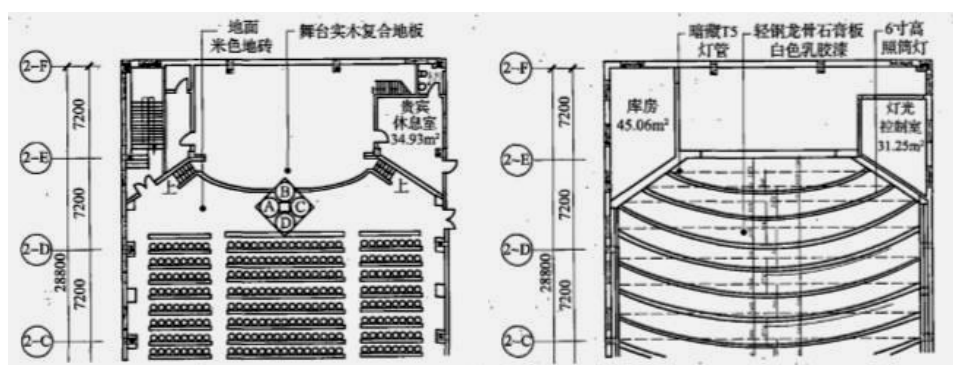 地面
米色地砖
舞台实木复合地板
贵宾
休息室
34.93m²
上
上
A
B
C
D
2-F
2-E
2-D
2-C
7200
7200
7200
28800
暗藏T5
灯管
轻钢龙骨石膏板
白色乳胶漆
6寸高
照筒灯
库房
45.06m²
灯光
控制室
31.25m²
2-F
2-E
2-D
2-C
7200
7200
7200
28800